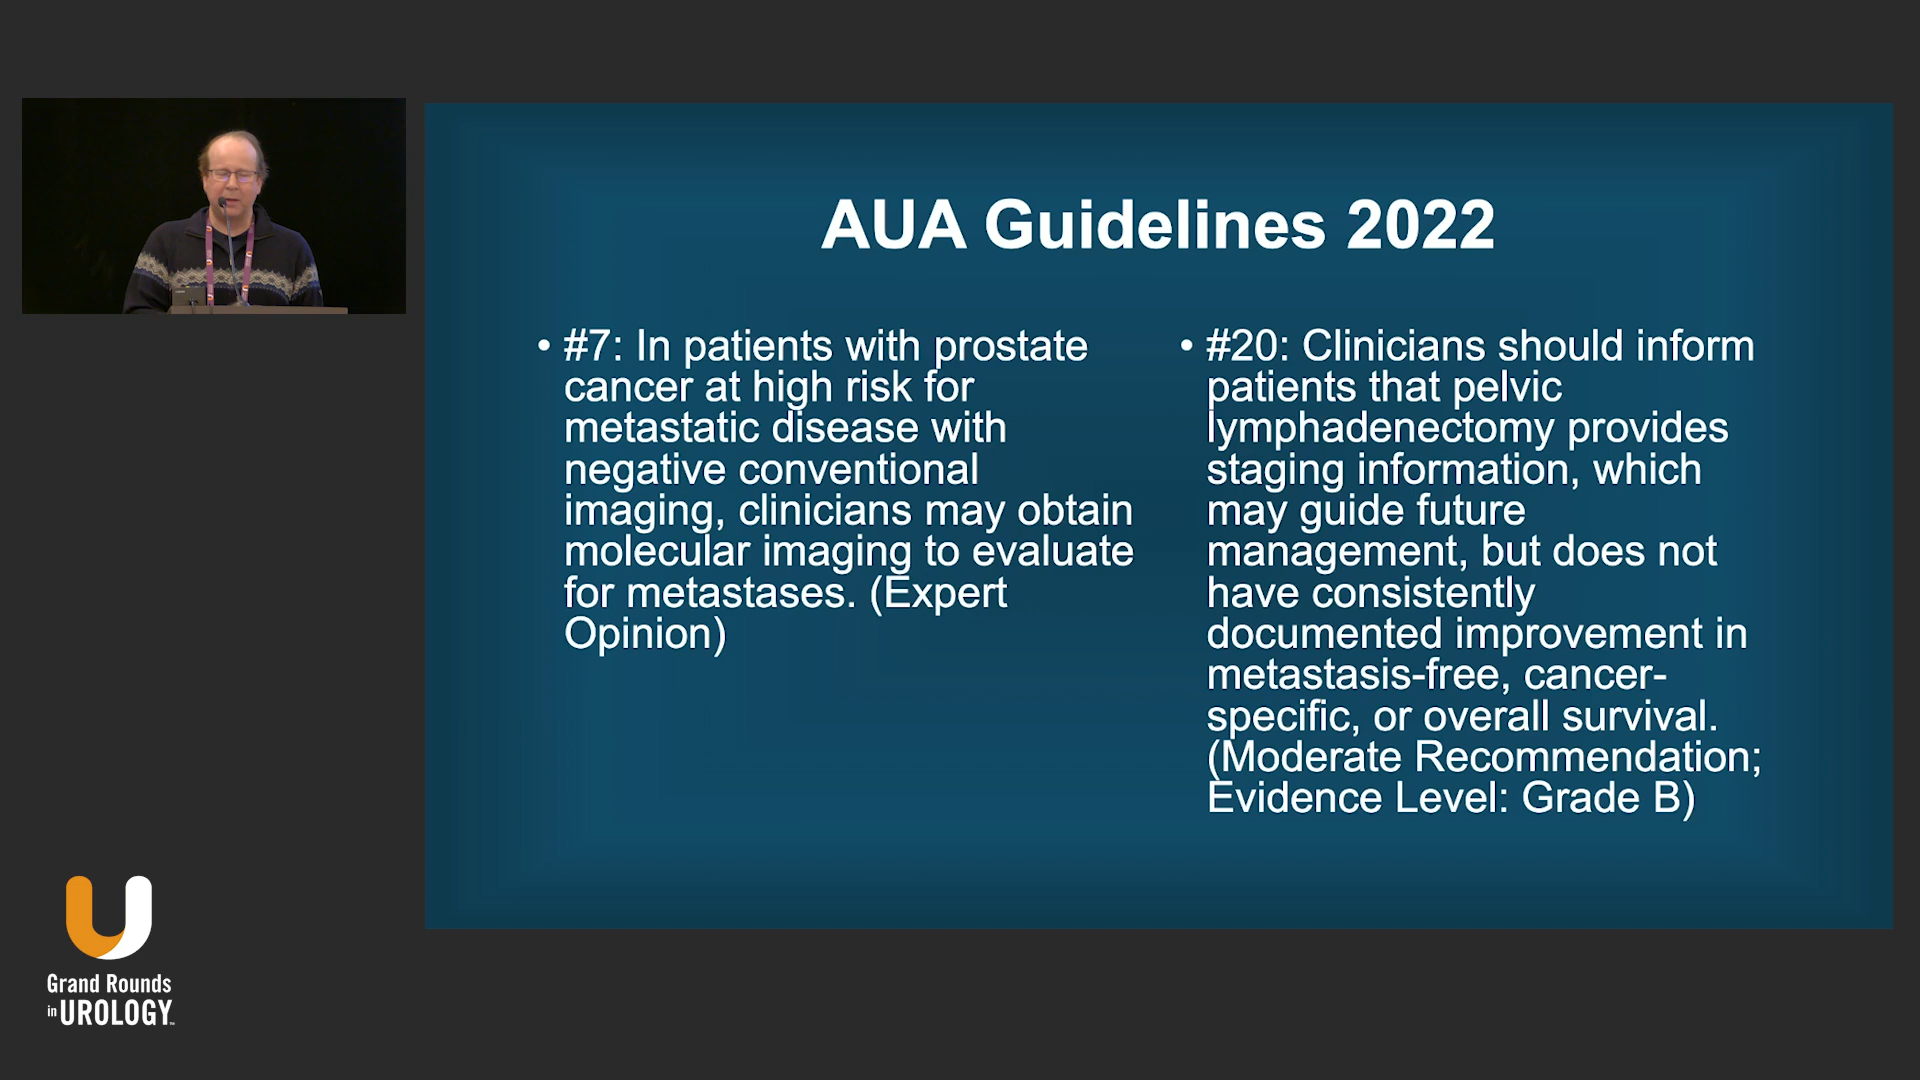 AUA Guidelines 2022
• #7: In patients with prostate
cancer at high risk for
metastatic disease with
negative conventional
imaging, clinicians may obtain
molecular imaging to evaluate
for metastases. (Expert
Opinion)
• #20: Clinicians should inform
patients that pelvic
lymphadenectomy provides
staging information, which
may guide future
management, but does not
have consistently
documented improvement in
metastasis-free, cancer-
specific, or overall survival.
(Moderate Recommendation;
Evidence Level: Grade B)
Grand Rounds
in UROLOGY™